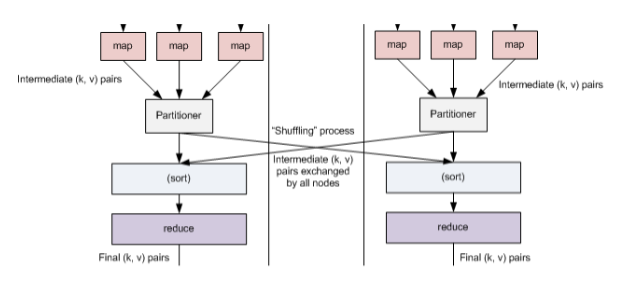 map map map map map map
Intermediate (k, v) pairs
Intermediate (k, v) pairs
Partitioner
Partitioner
"Shuffling" process
Intermediate (k, v)
pairs exchanged
by all nodes
(sort)
(sort)
reduce
reduce
Final (k, v) pairs
Final (k, v) pairs